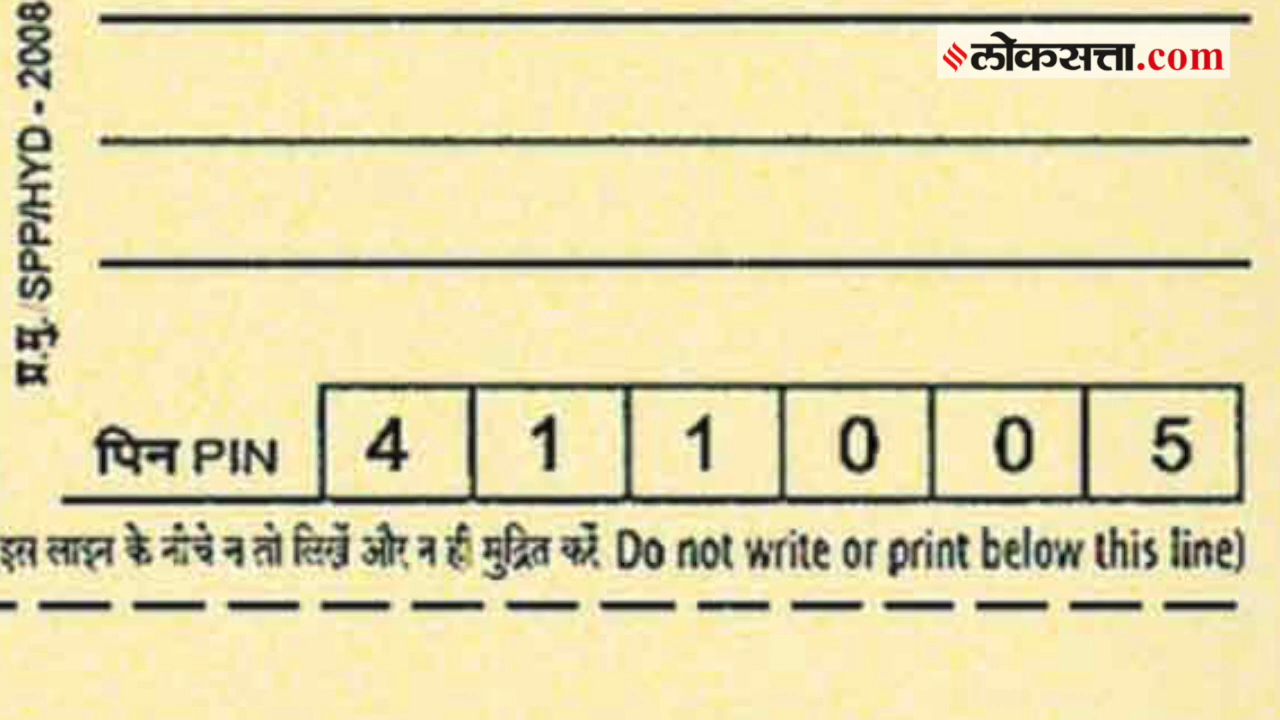 लोकसत्ता.com
प्र.मु./SPP/HYD - 2008
पिन PIN 4 1 1 0 0 5
इस लाइन के नीचे न तो लिखें और न ही मुद्रित करें Do not write or print below this line)